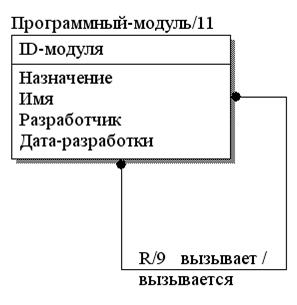 Программный-модуль/11
ID-модуля
Назначение
Имя
Разработчик
Дата-разработки
R/9 вызывает /
вызывается